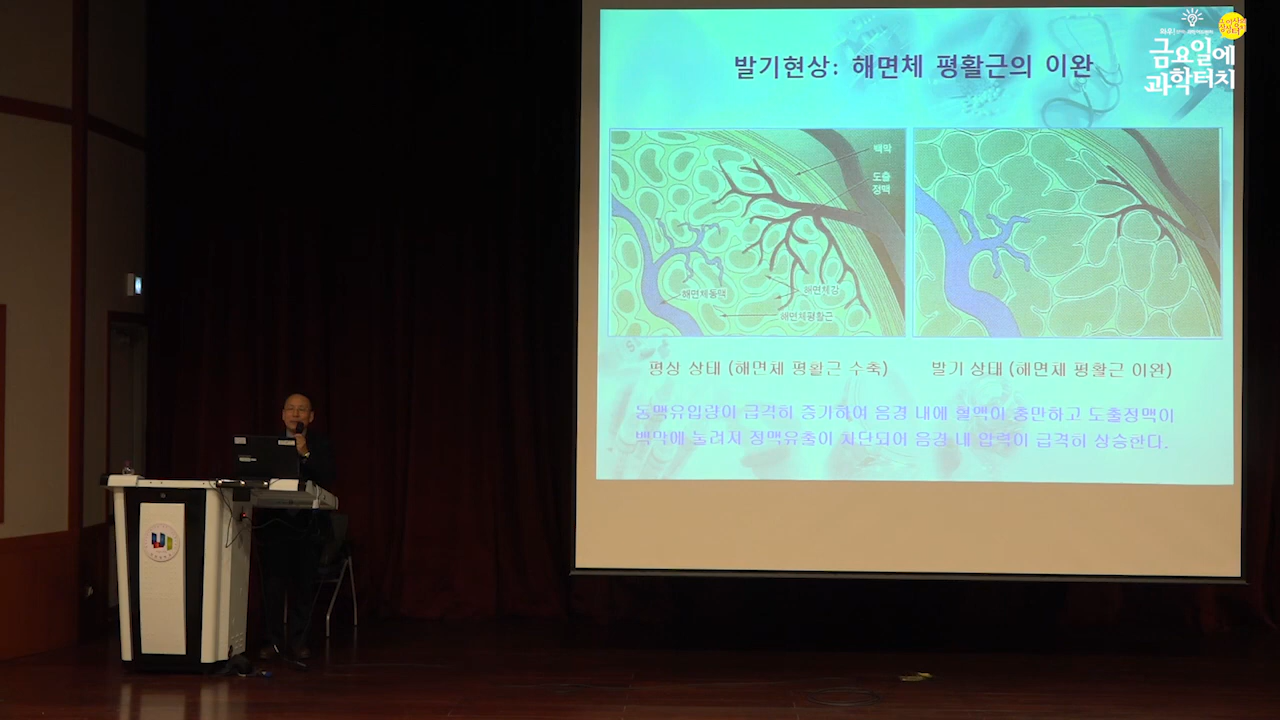 금요일에
과학터치
발기현상: 해면체 평활근의 이완
백막
도출
정맥
해면체동맥
해면체강
해면체평활근
평상 상태 (해면체 평활근 수축)
발기 상태 (해면체 평활근 이완)
동맥유입량이 급격히 증가하여 음경 내에 혈액이 충만하고 도출정맥이
백막에 눌려져 정맥유출이 차단되어 음경 내 압력이 급격히 상승한다.